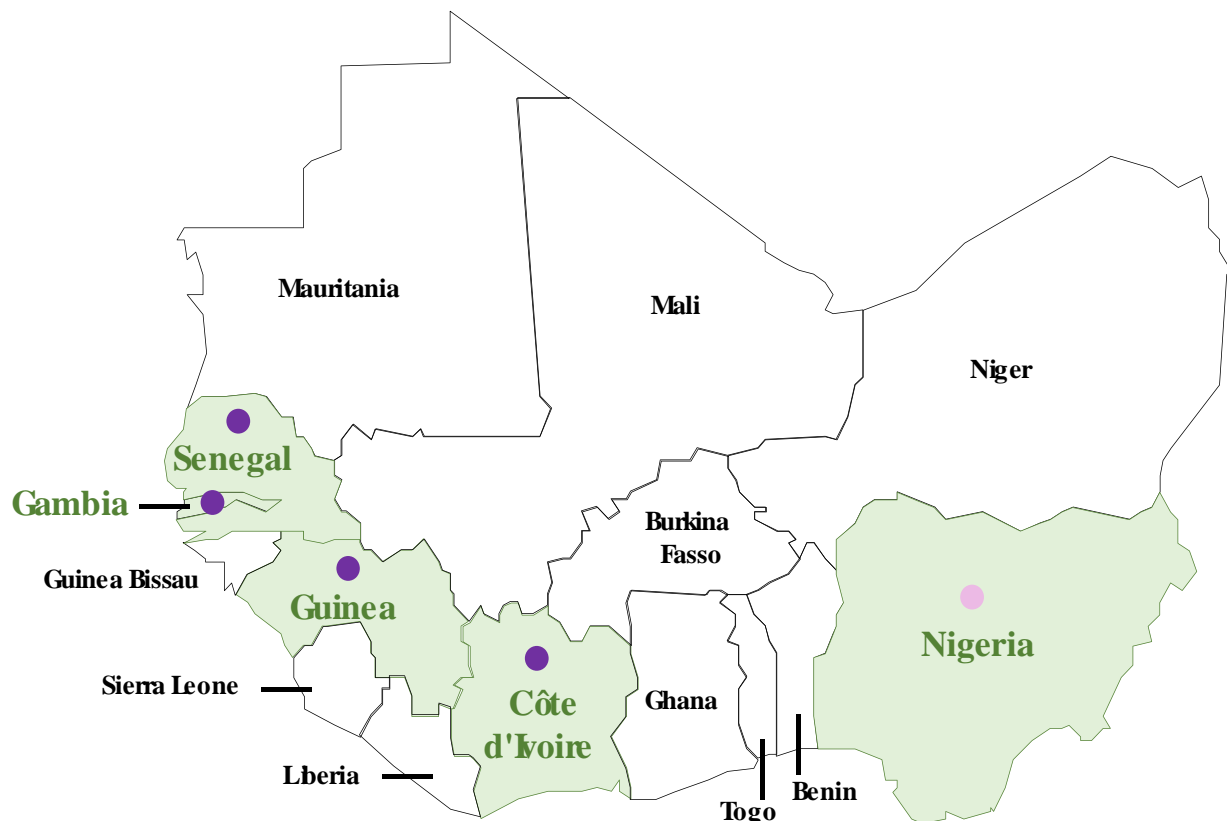 Mauritania
Mali
Niger
Senegal
Gambia
Burkina
Fasso
Guinea Bissau
Guinea
Nigeria
Sierra Leone
Côte
d'Ivoire
Ghana
Liberia
Togo
Benin